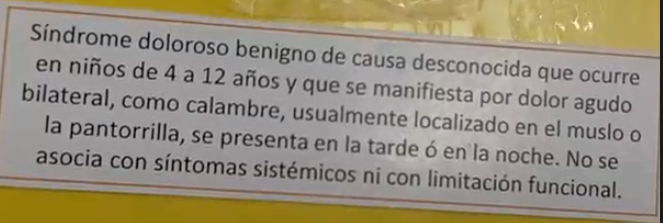 Síndrome doloroso benigno de causa desconocida que ocurre
en niños de 4 a 12 años y que se manifiesta por dolor agudo
bilateral, como calambre, usualmente localizado en el muslo o
la pantorrilla, se presenta en la tarde ó en la noche. No se
asocia con síntomas sistémicos ni con limitación funcional.